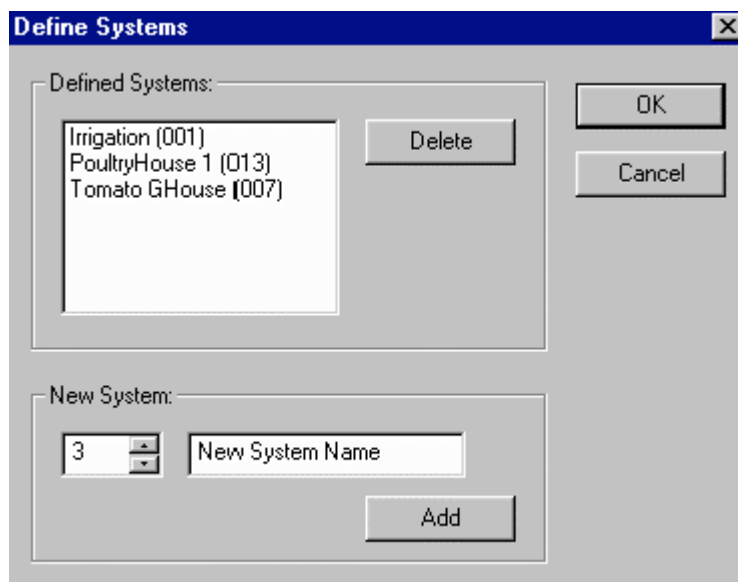 Define Systems
Defined Systems:
Irrigation (001)
PoultryHouse 1 (013)
Tomato GHouse (007)
Delete
OK
Cancel
New System:
3
New System Name
Add